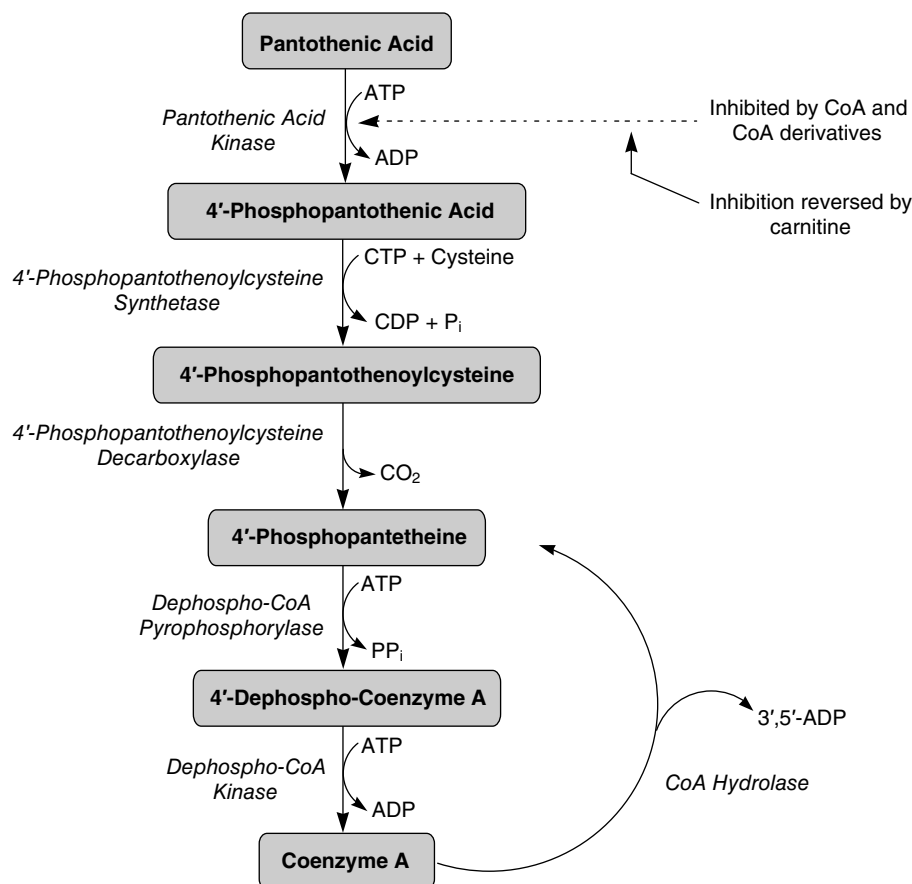 Pantothenic Acid
ATP
Pantothenic Acid
Kinase
Inhibited by CoA and
CoA derivatives
ADP
Inhibition reversed by
carnitine
4′-Phosphopantothenic Acid
CTP + Cysteine
4′-Phosphopantothenoylcysteine
Synthetase
CDP + Pi
4′-Phosphopantothenoylcysteine
4′-Phosphopantothenoylcysteine
Decarboxylase
CO2
4′-Phosphopantetheine
ATP
Dephospho-CoA
Pyrophosphorylase
PPi
4′-Dephospho-Coenzyme A
3′,5′-ADP
ATP
Dephospho-CoA
Kinase
CoA Hydrolase
ADP
Coenzyme A